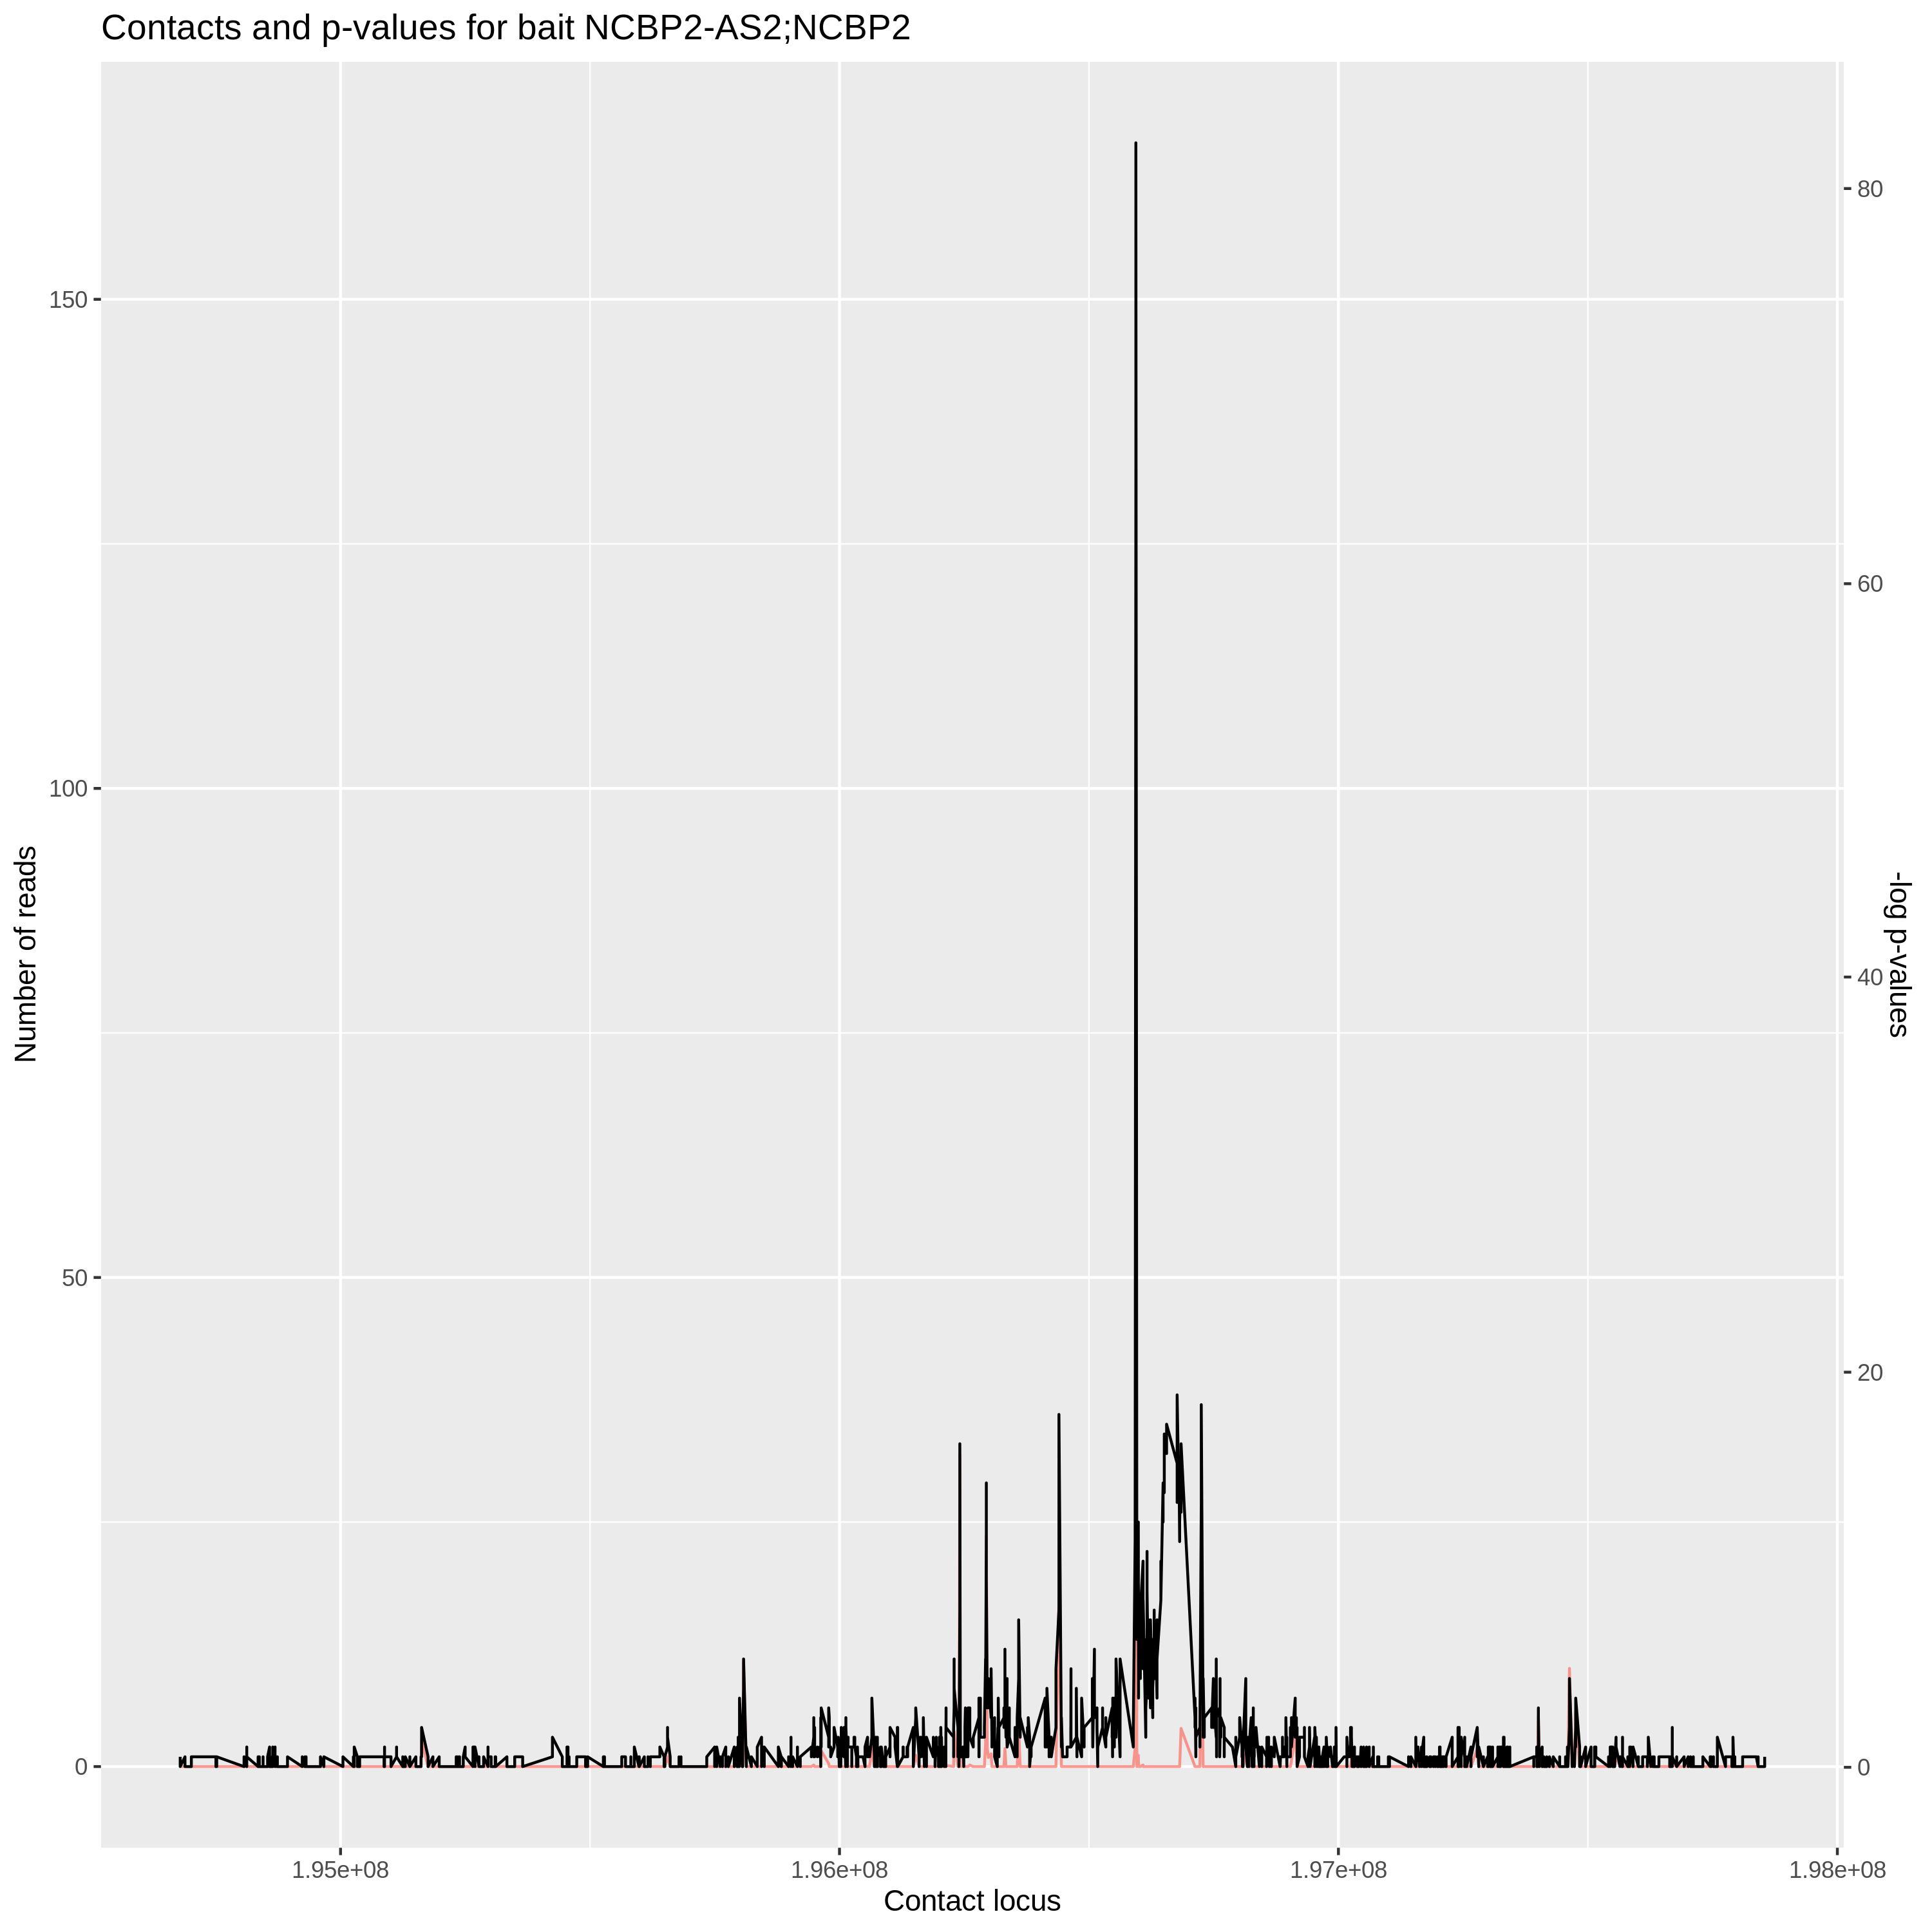 Contacts and p-values for bait NCBP2-AS2;NCBP2
150
100
50
0
Number of reads
80
60
40
20
0
-log p-values
1.95e+08
1.96e+08
1.97e+08
1.98e+08
Contact locus